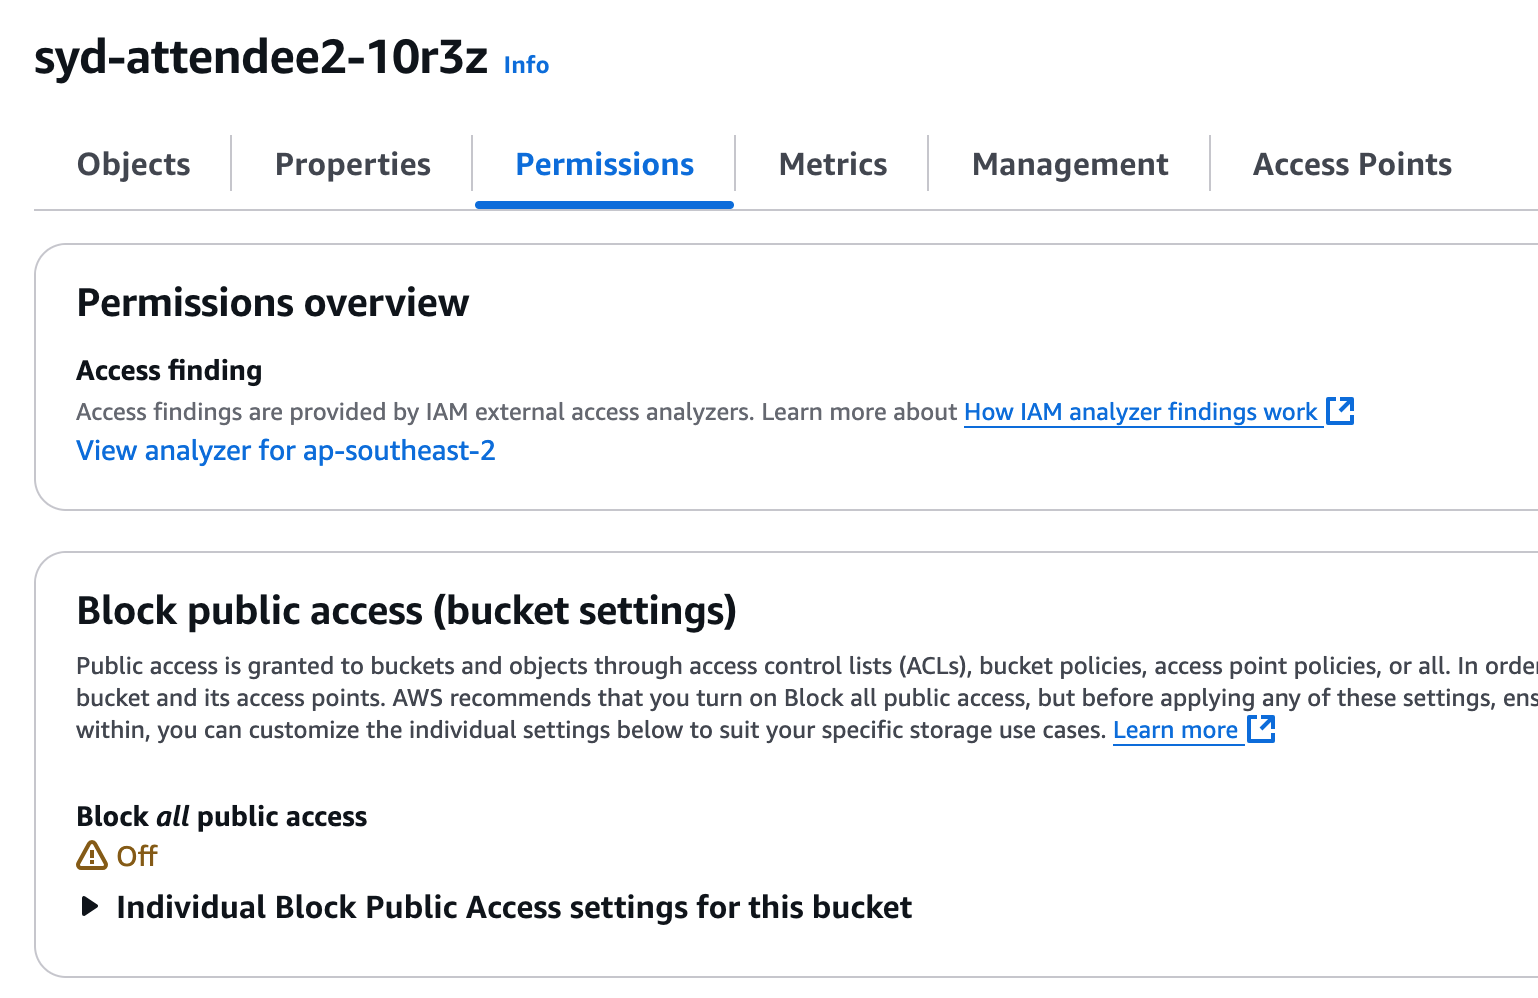 syd-attendee2-10r3z Info
Objects Properties Permissions Metrics Management Access Points
Permissions overview
Access finding
Access findings are provided by IAM external access analyzers. Learn more about How IAM analyzer findings work
View analyzer for ap-southeast-2
Block public access (bucket settings)
Public access is granted to buckets and objects through access control lists (ACLs), bucket policies, access point policies, or all. In
bucket and its access points. AWS recommends that you turn on Block all public access, but before applying any of these settings,
within, you can customize the individual settings below to suit your specific storage use cases. Learn more
Block all public access
Off
Individual Block Public Access settings for this bucket